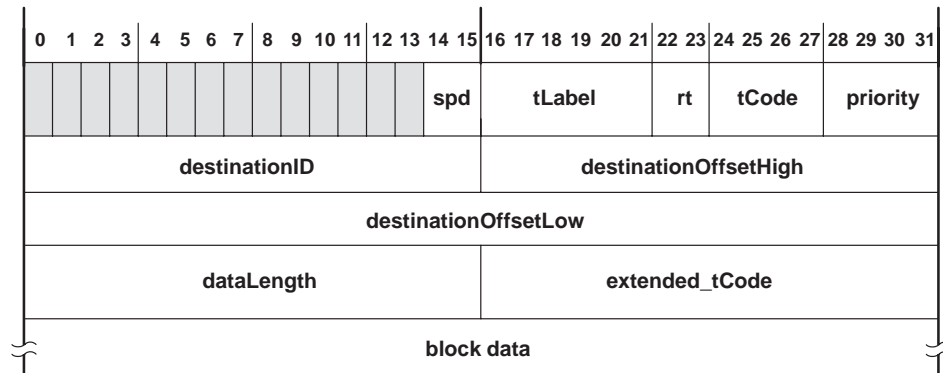 0 1 2 3 4 5 6 7 8 9 10 11 12 13 14 15 16 17 18 19 20 21 22 23 24 25 26 27 28 29 30 31
spd tLabel rt tCode priority
destinationID destinationOffsetHigh
destinationOffsetLow
dataLength extended_tCode
block data